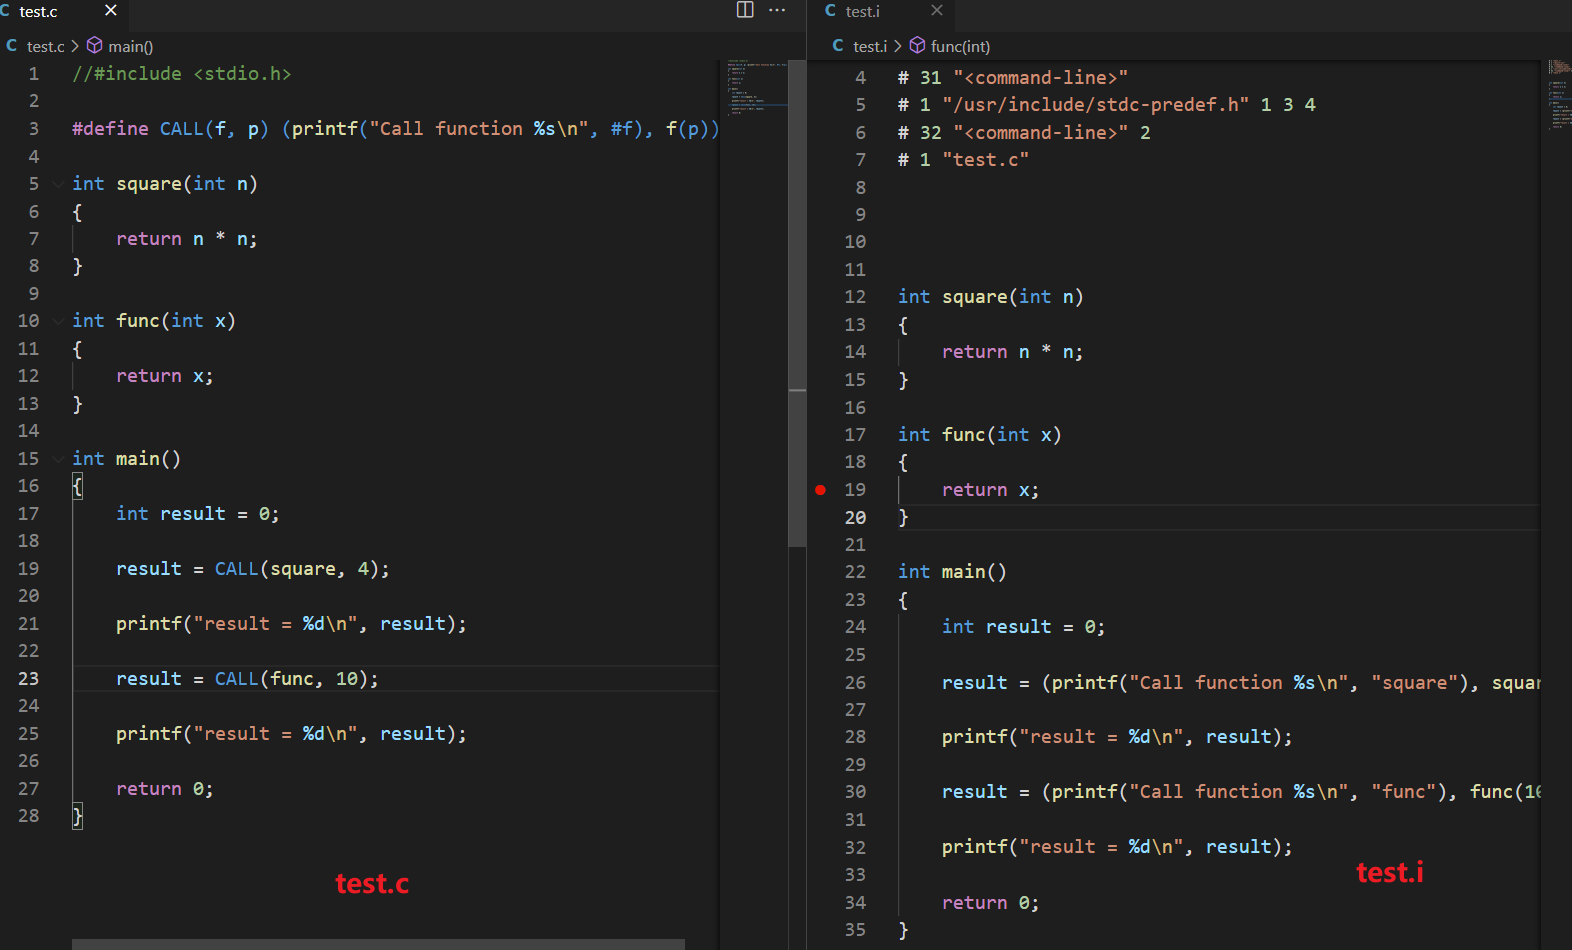 test.c
test.c > main()
1 //#include <stdio.h>
2
3 #define CALL(f, p) (printf("Call function %s\n", #f), f(p))
4
5 int square(int n)
6 {
7 return n * n;
8 }
9
10 int func(int x)
11 {
12 return x;
13 }
14
15 int main()
16 {
17 int result = 0;
18
19 result = CALL(square, 4);
20
21 printf("result = %d\n", result);
22
23 result = CALL(func, 10);
24
25 printf("result = %d\n", result);
26
27 return 0;
28 }
test.c
test.i
test.i > func(int)
4 # 31 "<command-line>"
5 # 1 "/usr/include/stdc-predef.h" 1 3 4
6 # 32 "<command-line>" 2
7 # 1 "test.c"
8
9
10
11
12 int square(int n)
13 {
14 return n * n;
15 }
16
17 int func(int x)
18 {
19 return x;
20 }
21
22 int main()
23 {
24 int result = 0;
25
26 result = (printf("Call function %s\n", "square"), squar
27
28 printf("result = %d\n", result);
29
30 result = (printf("Call function %s\n", "func"), func(10
31
32 printf("result = %d\n", result);
33
34 return 0;
35 }
test.i